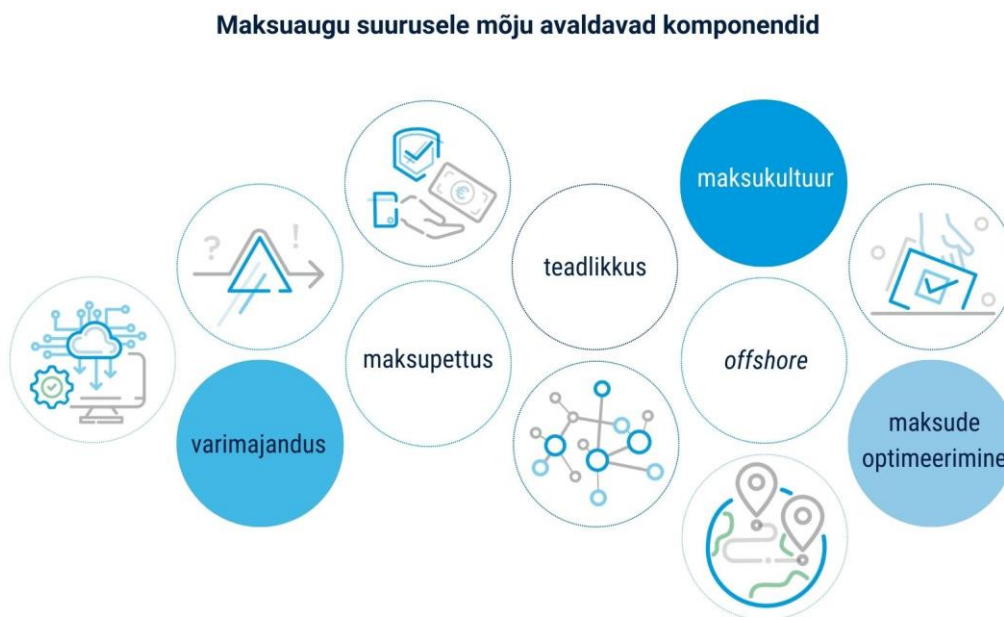 Maksuaugu suurusele mõju avaldavad komponendid
maksukultuur
teadlikkus
maksupettus
offshore
varimajandus
maksude
optimeerimine
? !
€